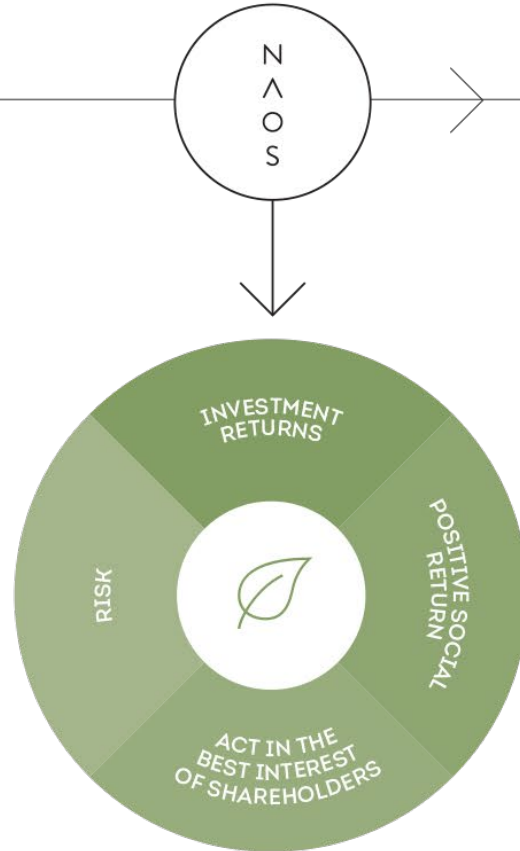 N
Λ
O
S
INVESTMENT
RETURNS
POSITIVE SOCIAL
RETURN
RISK
ACT IN THE
BEST INTEREST
OF SHAREHOLDERS